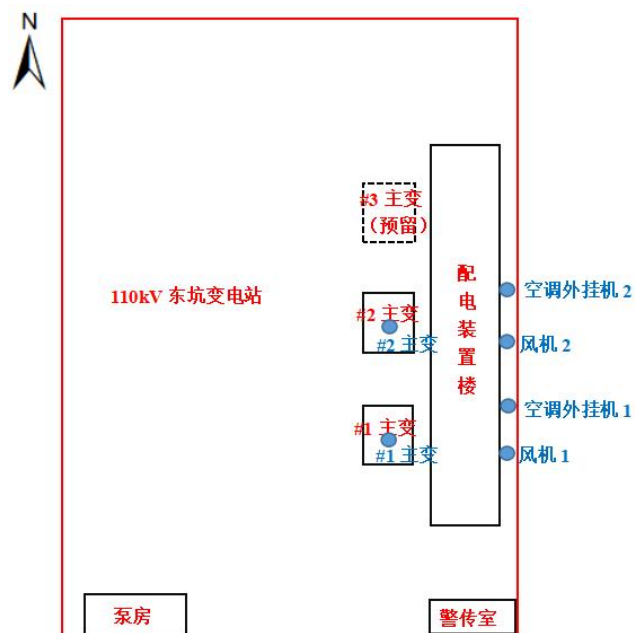 N
#3 主变
（预留）
110kV 东坑变电站
配电装置楼
空调外挂机 2
#2 主变
#2 主变
风机 2
空调外挂机 1
#1 主变
#1 主变
风机 1
泵房
警传室